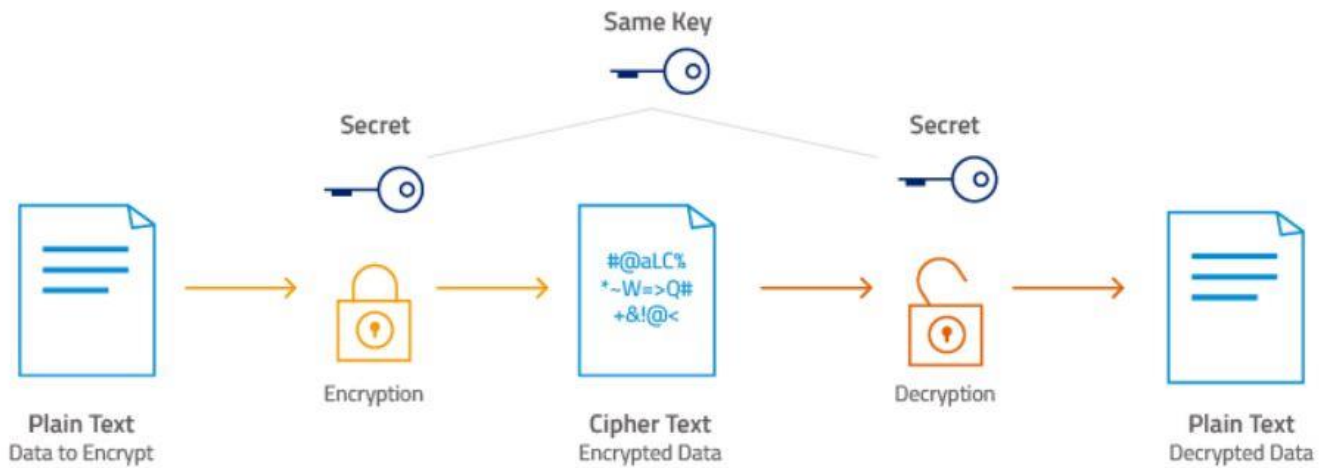 Same Key
Secret
Secret
#@aLC%
*~W=>Q#
+&!@<
Encryption
Decryption
Plain Text
Data to Encrypt
Cipher Text
Encrypted Data
Plain Text
Decrypted Data